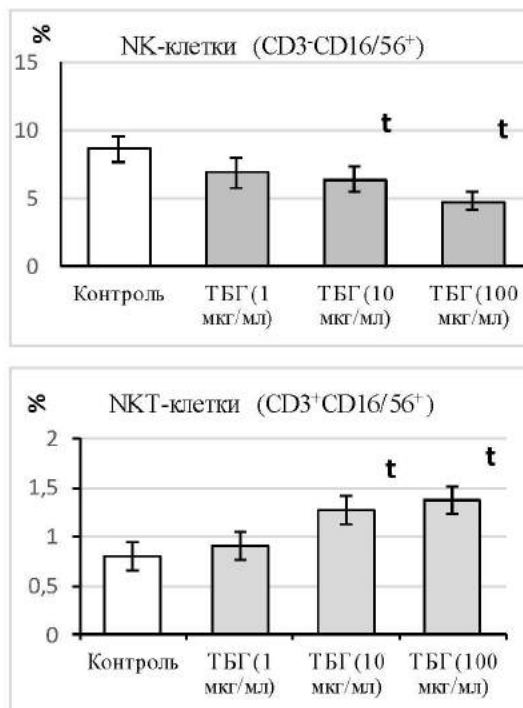 %
NK-клетки (CD3-CD16/56+)
t
t
15
10
5
0
Контроль
ТБГ(1 мкг/мл)
ТБГ(10 мкг/мл)
ТБГ(100 мкг/мл)
%
NKT-клетки (CD3+CD16/56+)
t
t
2
1,5
1
0,5
0
Контроль
ТБГ(1 мкг/мл)
ТБГ(10 мкг/мл)
ТБГ(100 мкг/мл)